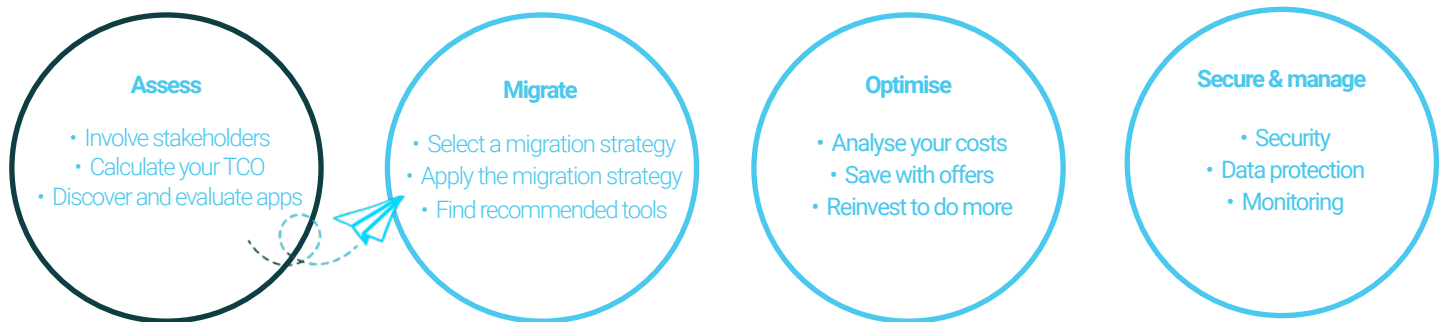 Assess
• Involve stakeholders
• Calculate your TCO
• Discover and evaluate apps
Migrate
• Select a migration strategy
• Apply the migration strategy
• Find recommended tools
Optimise
• Analyse your costs
• Save with offers
• Reinvest to do more
Secure & manage
• Security
• Data protection
• Monitoring